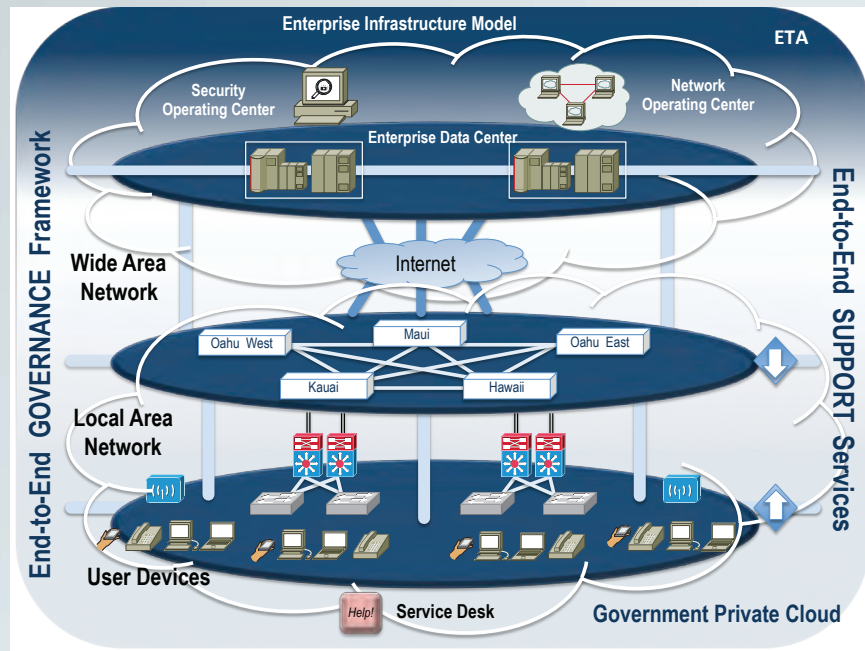 Enterprise Infrastructure Model
ETA
Security
Operating Center
Network
Operating Center
Enterprise Data Center
End-to-End GOVERNANCE Framework
End-to-End SUPPORT Services
Wide Area
Network
Internet
Oahu West
Maui
Oahu East
Kauai
Hawaii
Local Area
Network
User Devices
Help!
Service Desk
Government Private Cloud